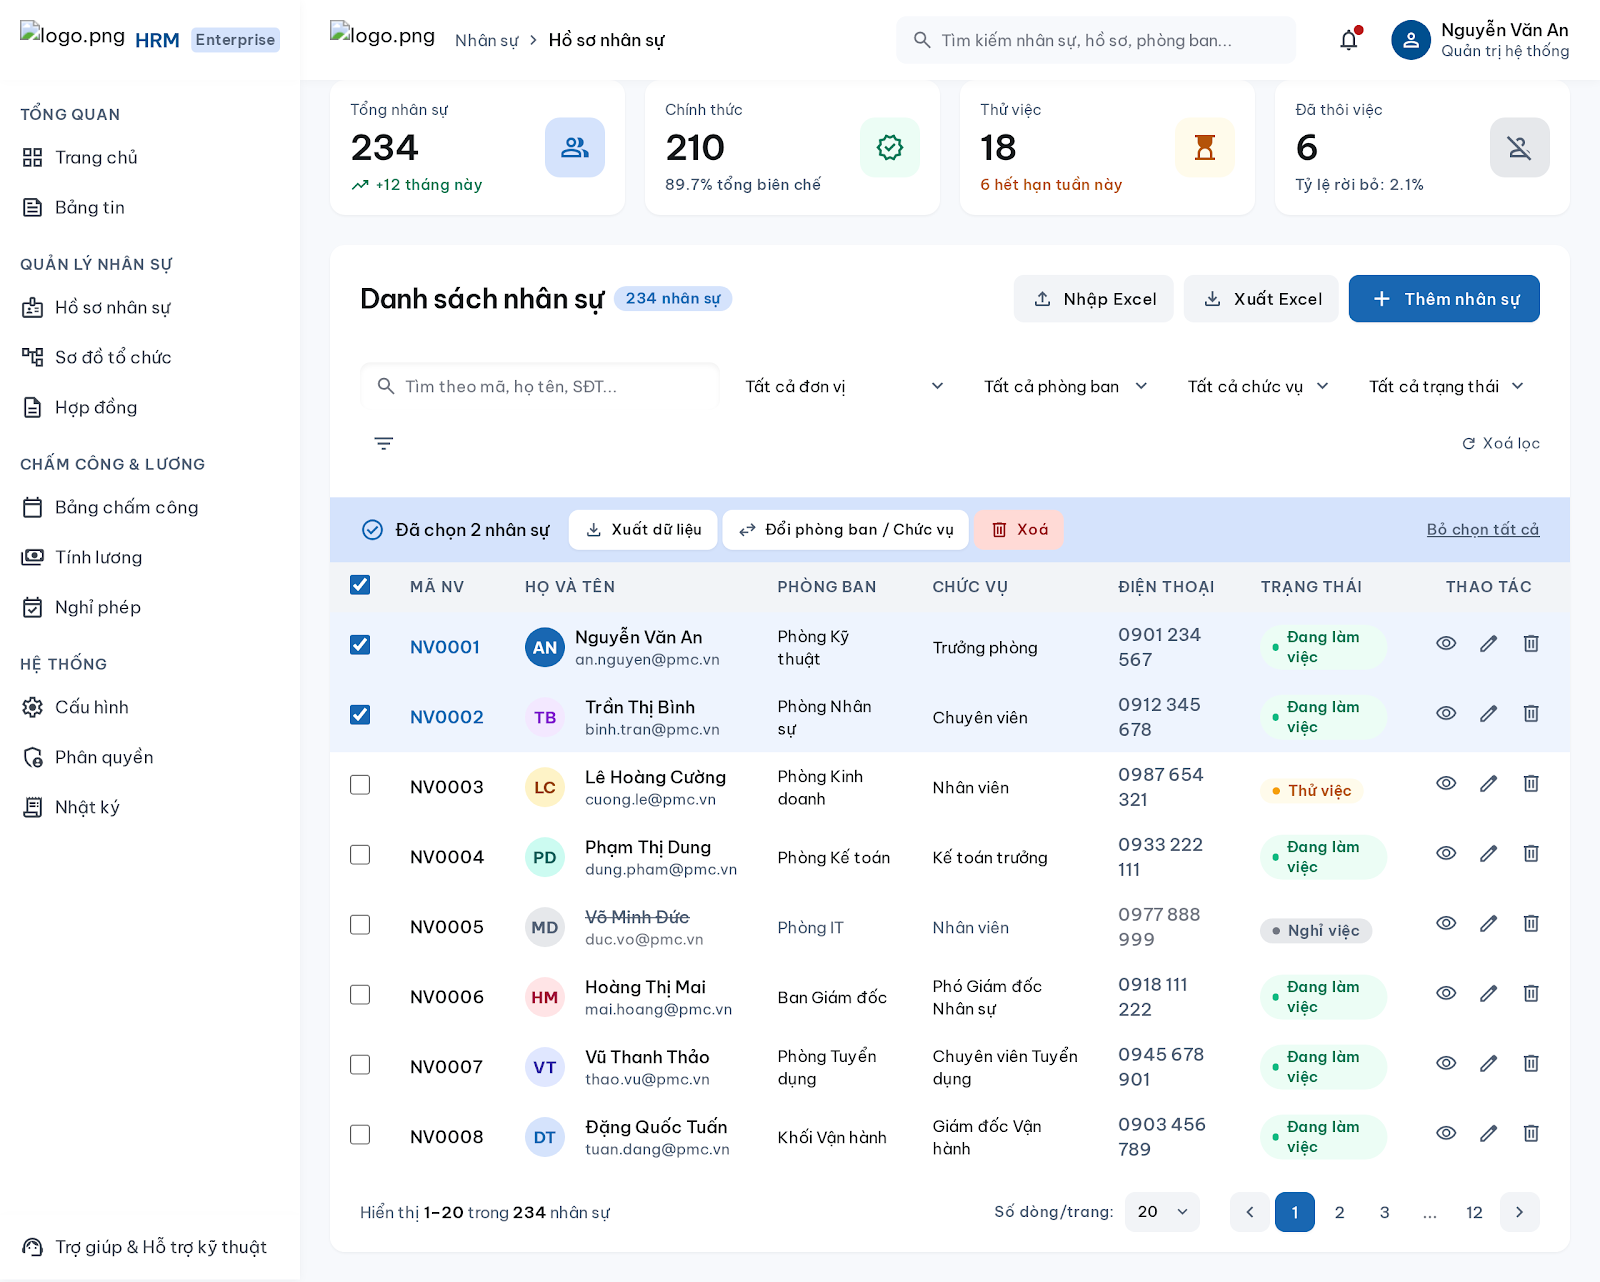 logo.png HRM Enterprise
TỔNG QUAN
Trang chủ
Bảng tin
QUẢN LÝ NHÂN SỰ
Hồ sơ nhân sự
Sơ đồ tổ chức
Hợp đồng
CHẤM CÔNG & LƯƠNG
Bảng chấm công
Tính lương
Nghỉ phép
HỆ THỐNG
Cấu hình
Phân quyền
Nhật ký
Trợ giúp & Hỗ trợ kỹ thuật
logo.png Nhân sự Hồ sơ nhân sự
Tìm kiếm nhân sự, hồ sơ, phòng ban...
Nguyễn Văn An
Quản trị hệ thống
Tổng nhân sự
234
+12 tháng này
Chính thức
210
89.7% tổng biên chế
Thử việc
18
6 hết hạn tuần này
Đã thôi việc
6
Tỷ lệ rời bỏ: 2.1%
Danh sách nhân sự 234 nhân sự
Nhập Excel Xuất Excel Thêm nhân sự
Tìm theo mã, họ tên, SĐT... Tất cả đơn vị Tất cả phòng ban Tất cả chức vụ Tất cả trạng thái
Xoá lọc
Đã chọn 2 nhân sự Xuất dữ liệu Đổi phòng ban / Chức vụ Xoá Bỏ chọn tất cả
MÃ NV HỌ VÀ TÊN PHÒNG BAN CHỨC VỤ ĐIỆN THOẠI TRẠNG THÁI THAO TÁC
NV0001
AN
Nguyễn Văn An
an.nguyen@pmc.vn
Phòng Kỹ
thuật
Trưởng phòng
0901 234
567
Đang làm
việc
NV0002
TB
Trần Thị Bình
binh.tran@pmc.vn
Phòng Nhân
sự
Chuyên viên
0912 345
678
Đang làm
việc
NV0003
LC
Lê Hoàng Cường
cuong.le@pmc.vn
Phòng Kinh
doanh
Nhân viên
0987 654
321
Thử việc
NV0004
PD
Phạm Thị Dung
dung.pham@pmc.vn
Phòng Kế toán
Kế toán trưởng
0933 222
111
Đang làm
việc
NV0005
MD
Võ Minh Đức
duc.vo@pmc.vn
Phòng IT
Nhân viên
0977 888
999
Nghỉ việc
NV0006
HM
Hoàng Thị Mai
mai.hoang@pmc.vn
Ban Giám đốc
Phó Giám đốc
Nhân sự
0918 111
222
Đang làm
việc
NV0007
VT
Vũ Thanh Thảo
thao.vu@pmc.vn
Phòng Tuyển
dụng
Chuyên viên Tuyển
dụng
0945 678
901
Đang làm
việc
NV0008
DT
Đặng Quốc Tuấn
tuan.dang@pmc.vn
Khối Vận hành
Giám đốc Vận
hành
0903 456
789
Đang làm
việc
Hiển thị 1–20 trong 234 nhân sự
Số dòng/trang: 20 1 2 3 ... 12